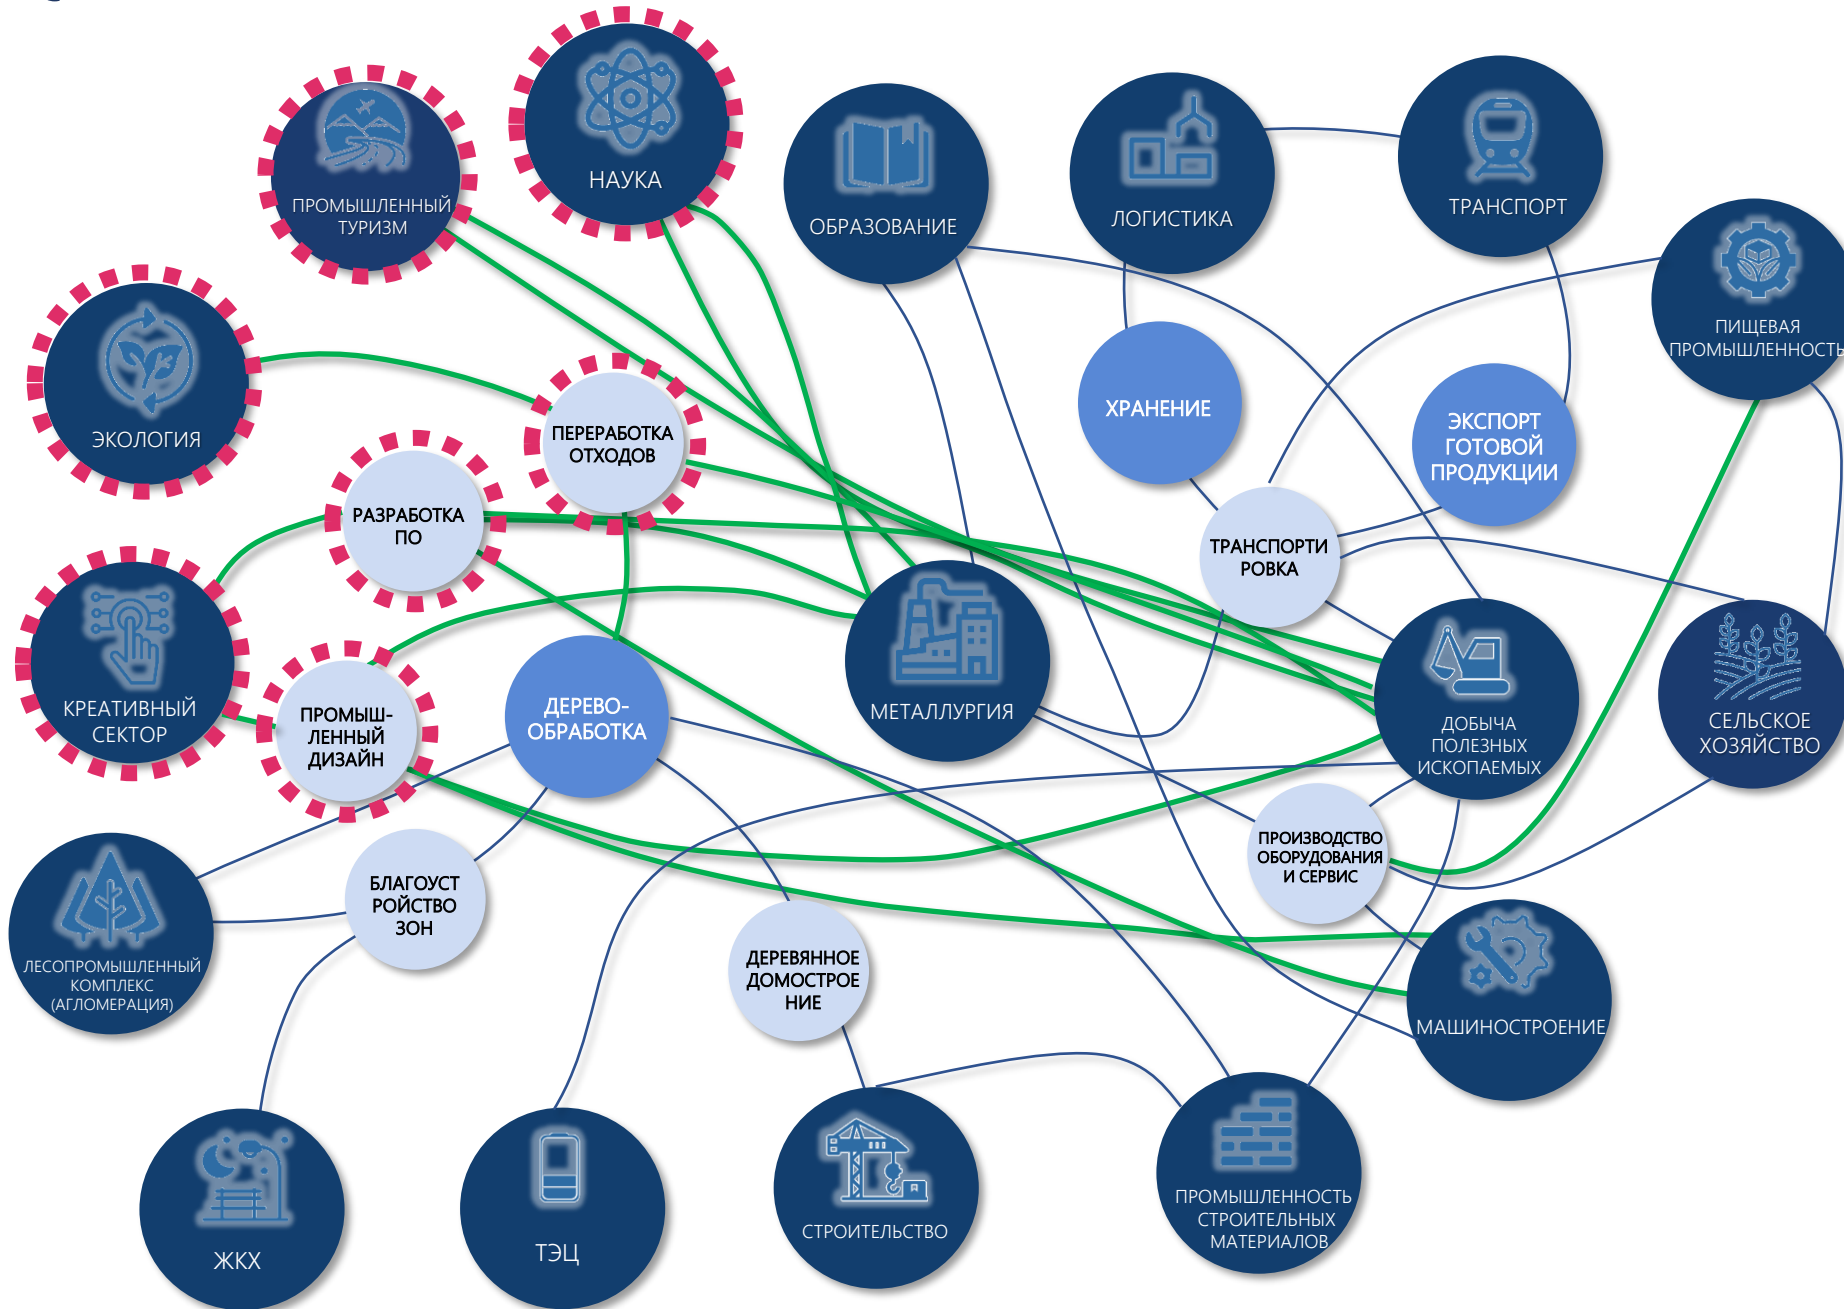 НАУКА
ПРОМЫШЛЕННЫЙ
ТУРИЗМ
ОБРАЗОВАНИЕ
ЛОГИСТИКА
ТРАНСПОРТ
ПИЩЕВАЯ
ПРОМЫШЛЕННОСТЬ
ЭКОЛОГИЯ
ПЕРЕРАБОТКА
ОТХОДОВ
ХРАНЕНИЕ
ЭКСПОРТ
ГОТОВОЙ
ПРОДУКЦИИ
РАЗРАБОТКА
ПО
ТРАНСПОРТИ
РОВКА
КРЕАТИВНЫЙ
СЕКТОР
ПРОМЫШ-
ЛЕННЫЙ
ДИЗАЙН
ДЕРЕВО-
ОБРАБОТКА
МЕТАЛЛУРГИЯ
ДОБЫЧА
ПОЛЕЗНЫХ
ИСКОПАЕМЫХ
СЕЛЬСКОЕ
ХОЗЯЙСТВО
ПРОИЗВОДСТВО
ОБОРУДОВАНИЯ
И СЕРВИС
БЛАГОУСТ
РОЙСТВО
ЗОН
ЛЕСОПРОМЫШЛЕННЫЙ
КОМПЛЕКС
(АГЛОМЕРАЦИЯ)
ДЕРЕВЯННОЕ
ДОМОСТРОЕ
НИЕ
МАШИНОСТРОЕНИЕ
ЖКХ
ТЭЦ
СТРОИТЕЛЬСТВО
ПРОМЫШЛЕННОСТЬ
СТРОИТЕЛЬНЫХ
МАТЕРИАЛОВ